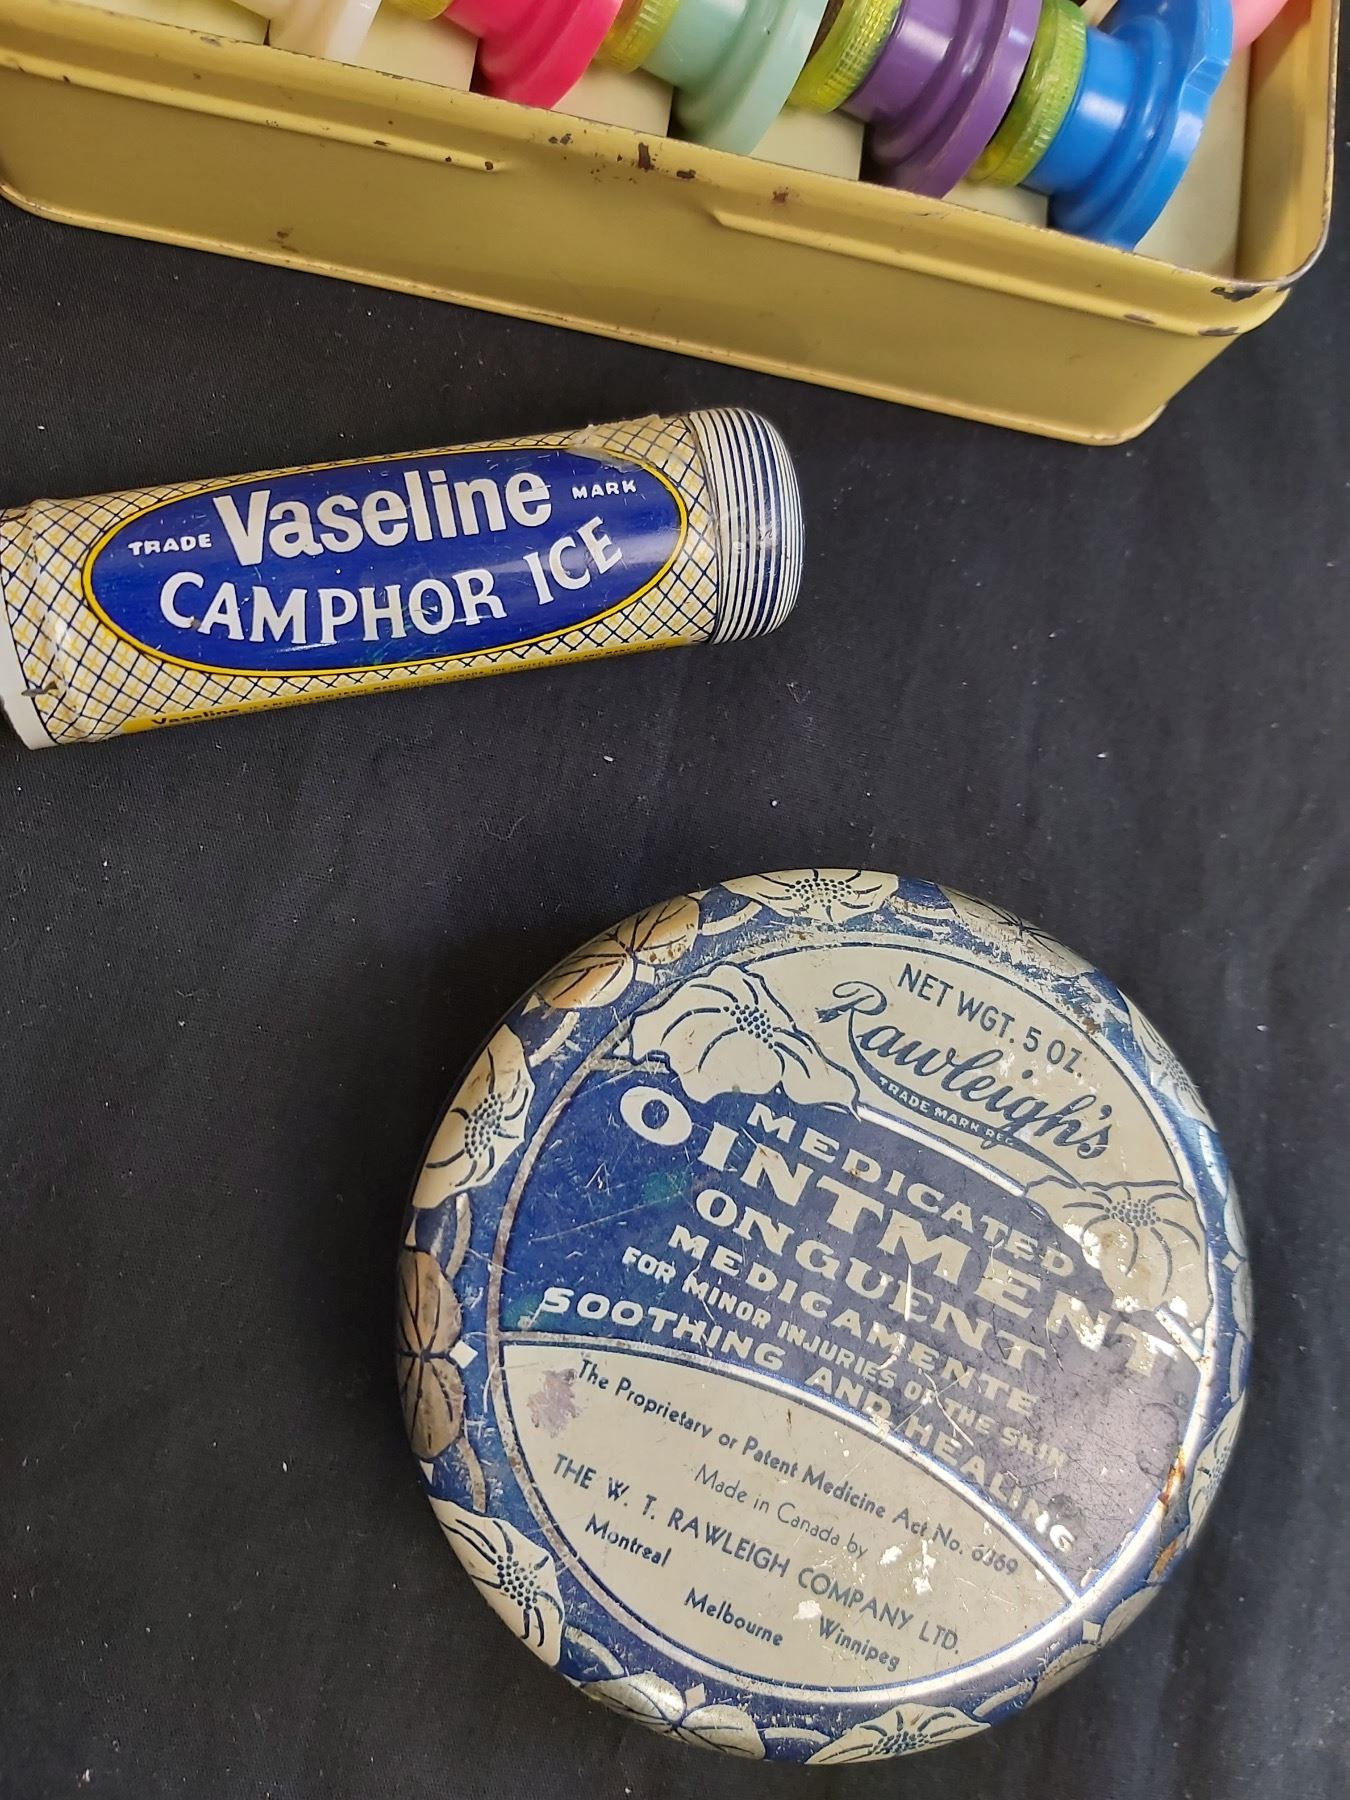 TRADE Vaseline MARK
CAMPHOR ICE
Vaseline
NET WGT. 5 OZ.
Rawleigh's
TRADE MARK REG
MEDICATED
OINTMENT
ONGUENT
MEDICAMENTE
FOR MINOR INJURIES OF THE SKIN
SOOTHING AND HEALING
The Proprietary or Patent Medicine Act No. 6369
Made in Canada by
THE W. T. RAWLEIGH COMPANY LTD.
Montreal Melbourne Winnipeg